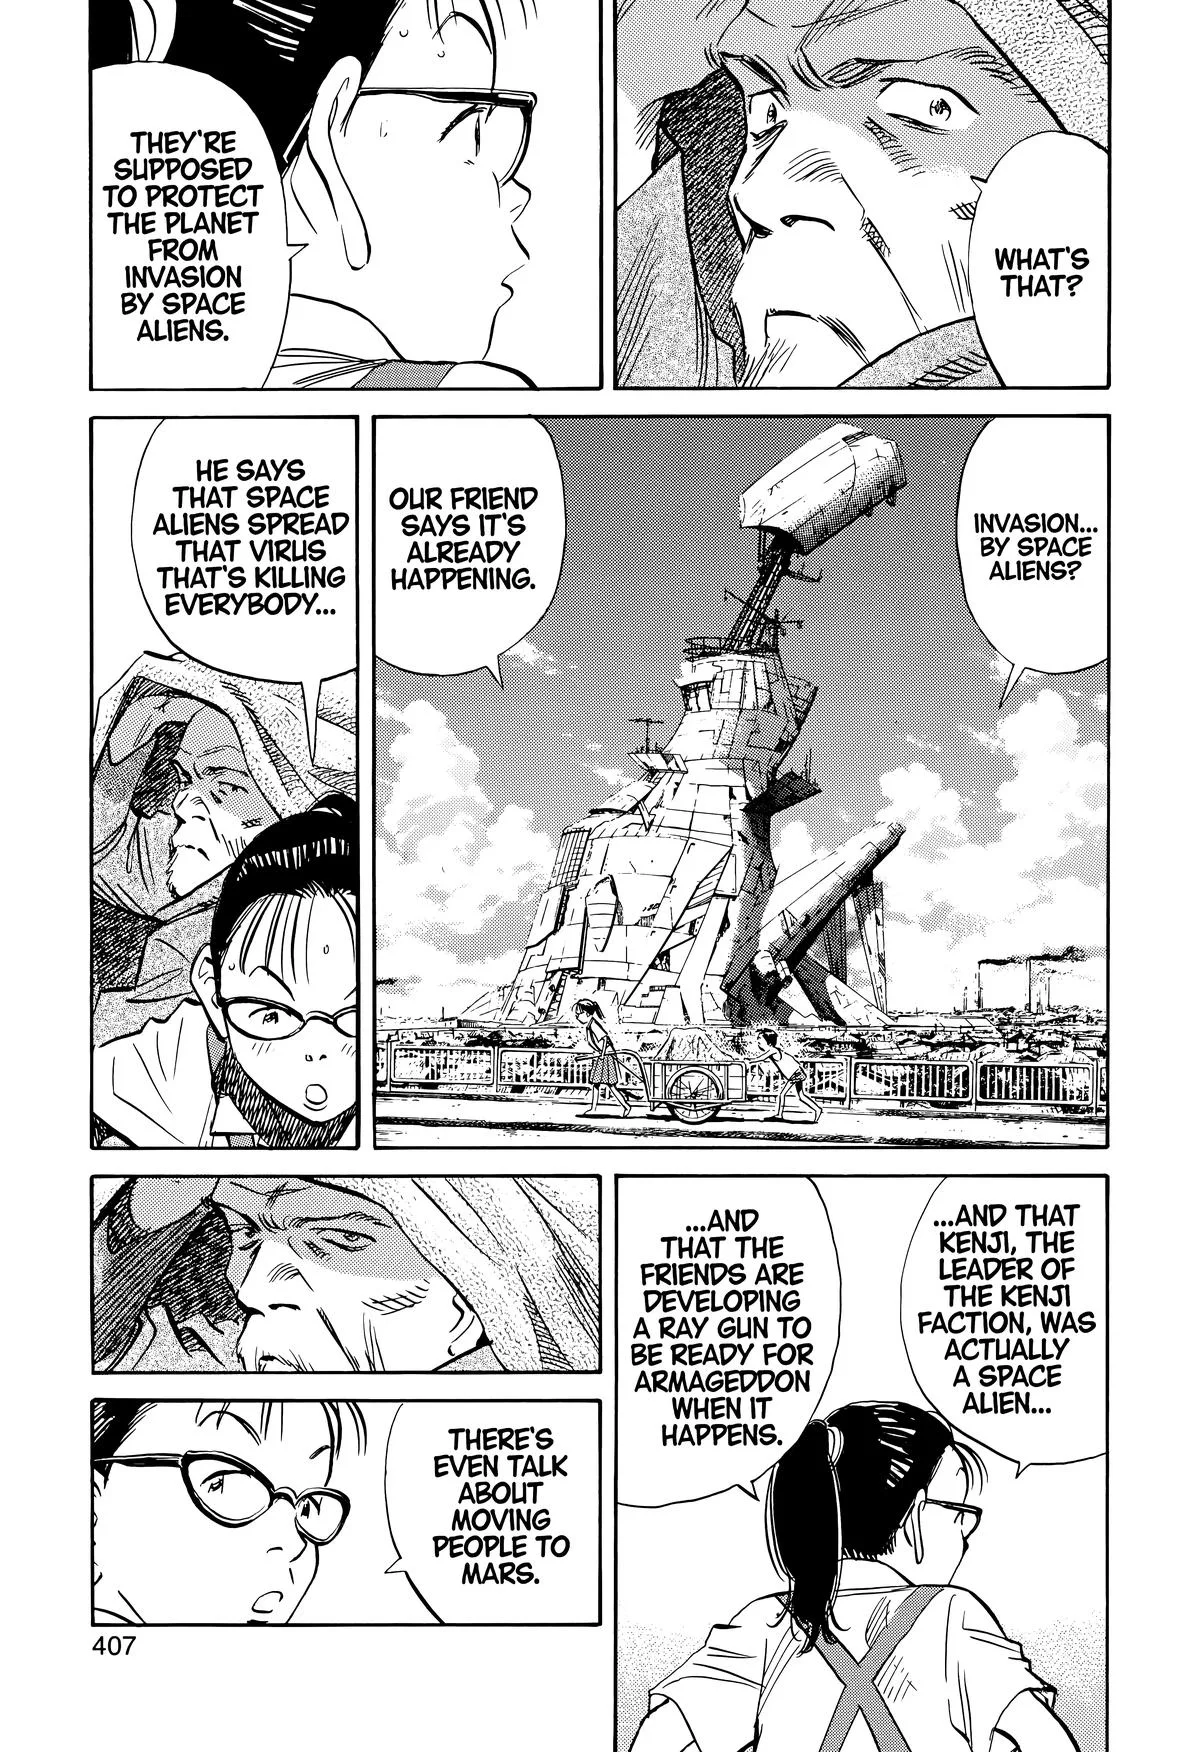 WHAT'S
THAT?
THEY'RE
SUPPOSED
TO PROTECT
THE PLANET
FROM
INVASION
BY SPACE
ALIENS.
INVASION...
BY SPACE
ALIENS?
OUR FRIEND
SAYS IT'S
ALREADY
HAPPENING.
HE SAYS
THAT SPACE
ALIENS SPREAD
THAT VIRUS
THAT'S KILLING
EVERYBODY...
...AND THAT
KENJI, THE
LEADER OF
THE KENJI
FACTION, WAS
ACTUALLY
A SPACE
ALIEN...
...AND
THAT THE
FRIENDS ARE
DEVELOPING
A RAY GUN TO
BE READY FOR
ARMAGEDDON
WHEN IT
HAPPENS.
THERE'S
EVEN TALK
ABOUT
MOVING
PEOPLE TO
MARS.
407